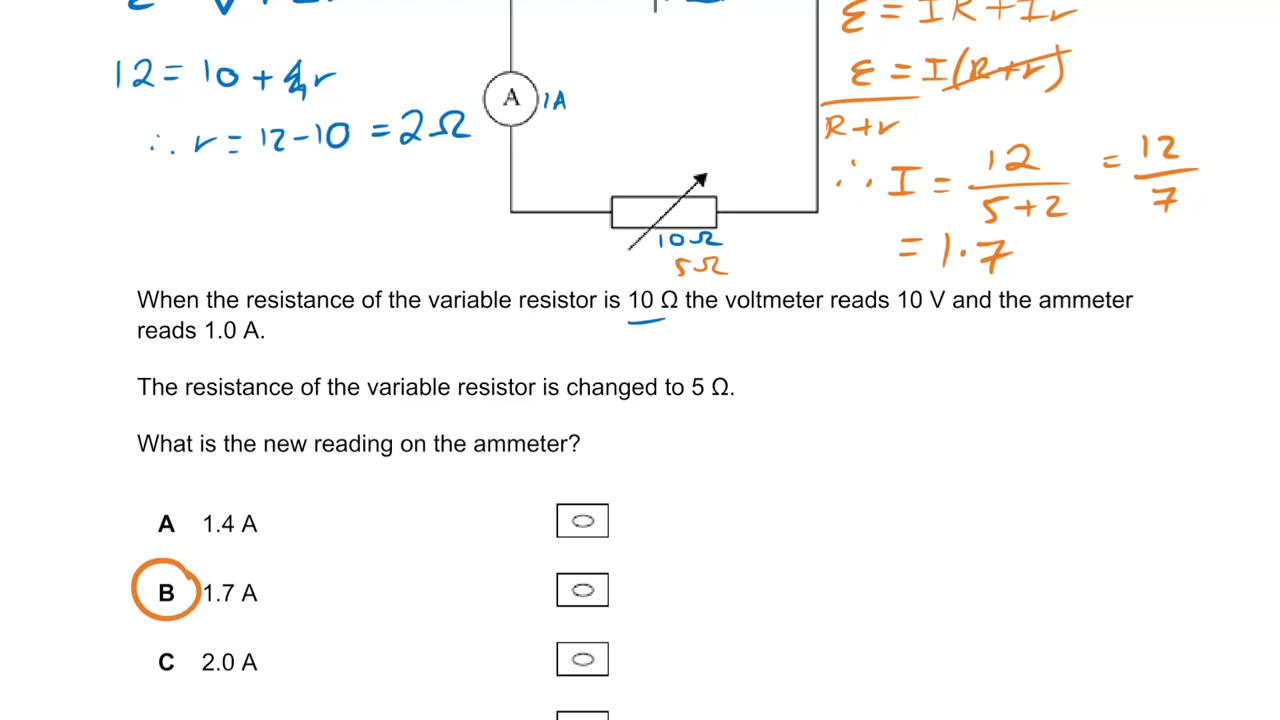 ε = IR + Ir
12 = 10 + 1r
ε = I(R+r)
R+r
A 1A
∴ r = 12 − 10 = 2Ω
∴ I = 12/(5+2) = 12/7
= 1.7
10Ω
5Ω
When the resistance of the variable resistor is 10 Ω the voltmeter reads 10 V and the ammeter
reads 1.0 A.
The resistance of the variable resistor is changed to 5 Ω.
What is the new reading on the ammeter?
A 1.4 A
B 1.7 A
C 2.0 A